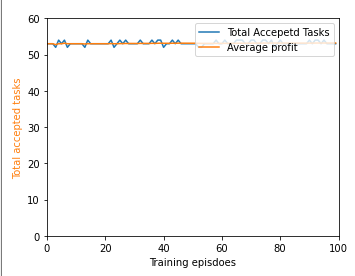 60
50
40
30
20
10
0
Total accepted tasks
Total Accepetd Tasks
Average profit
0 20 40 60 80 100
Training episdoes